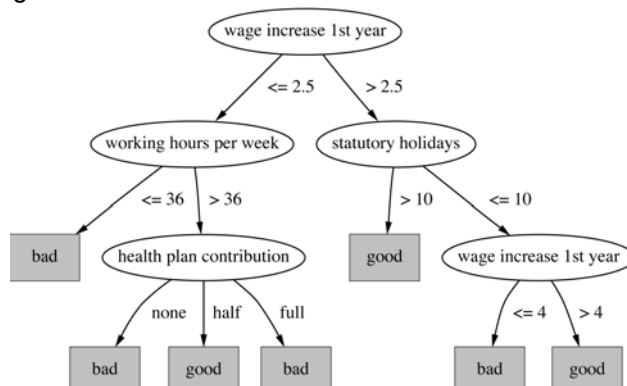 wage increase 1st year
<= 2.5 > 2.5
working hours per week statutory holidays
<= 36 > 36 > 10 <= 10
bad health plan contribution good wage increase 1st year
none half full <= 4 > 4
bad good bad bad good